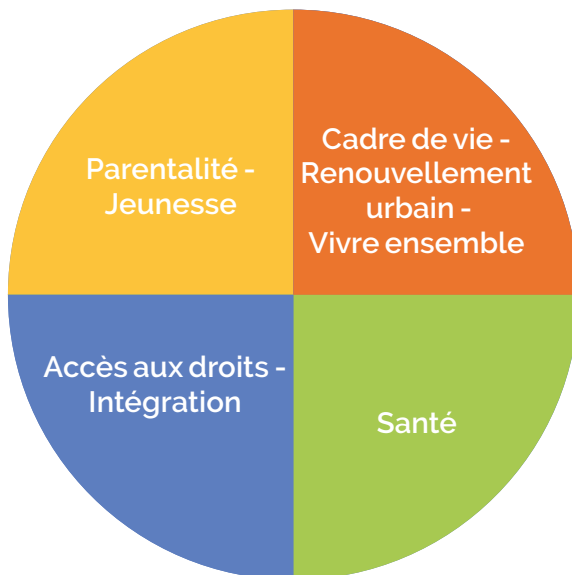 Parentalité -
Jeunesse
Cadre de vie -
Renouvellement
urbain -
Vivre ensemble
Accès aux droits -
Intégration
Santé